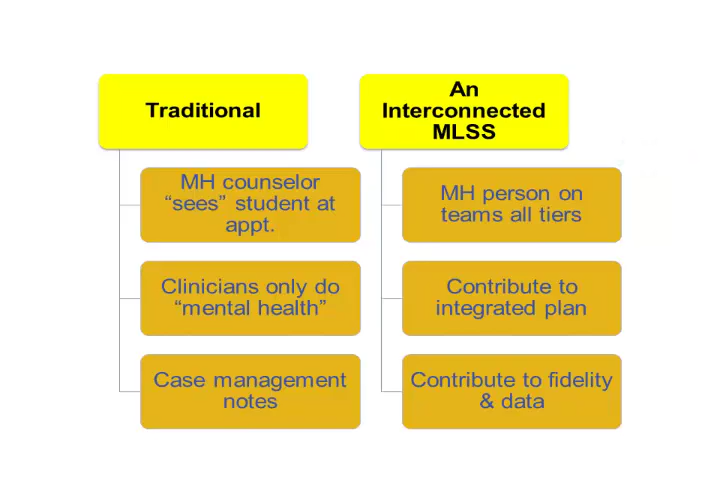 Traditional
MH counselor
“sees” student at
appt.
Clinicians only do
“mental health”
Case management
notes
An
Interconnected
MLSS
MH person on
teams all tiers
Contribute to
integrated plan
Contribute to fidelity
& data